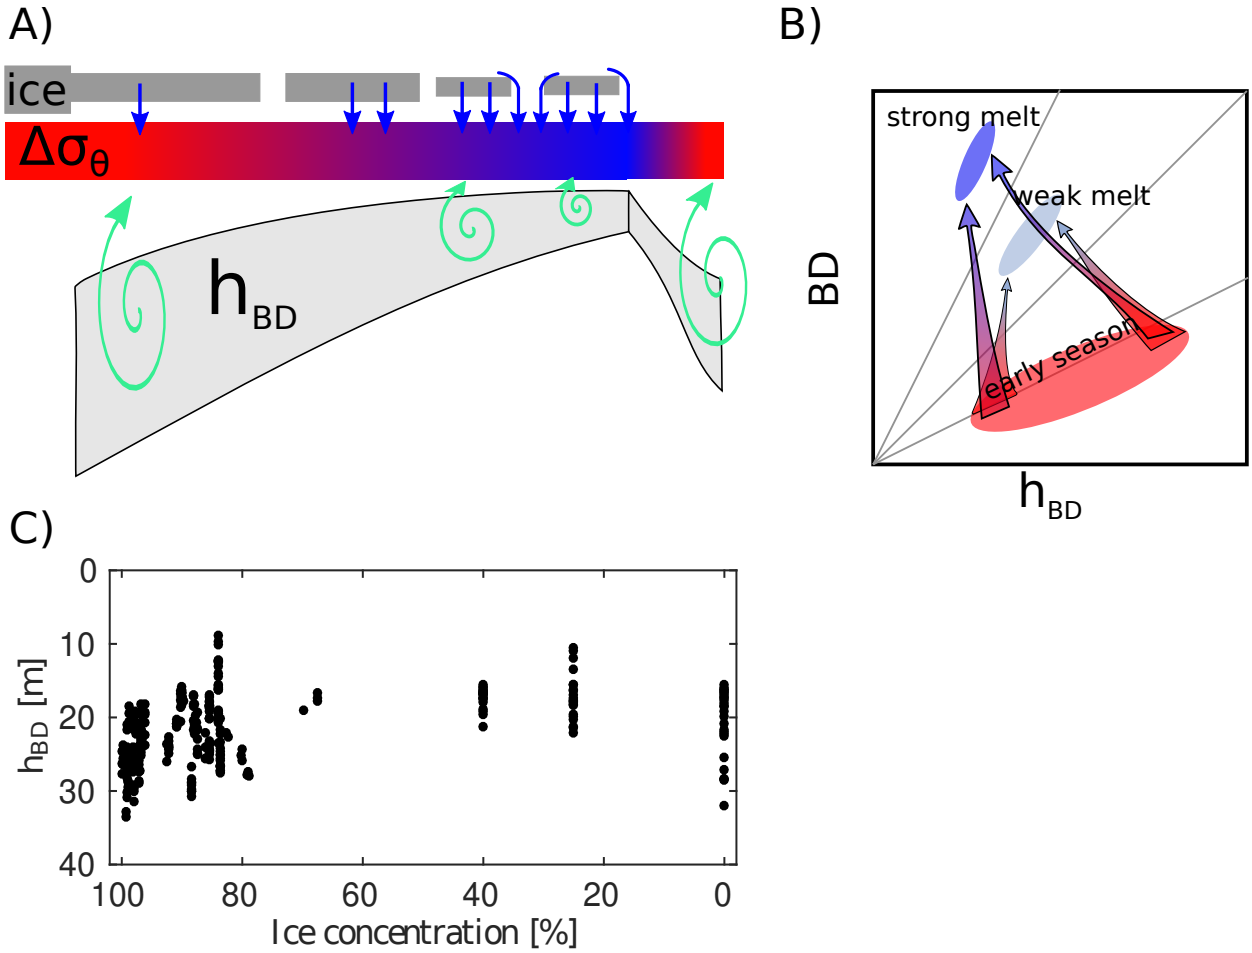 A)
B)
ice
Δσθ
hBD
strong melt
weak melt
early season
BD
hBD
C)
0
10
20
30
40
hBD [m]
100
80
60
40
20
0
Ice concentration [%]